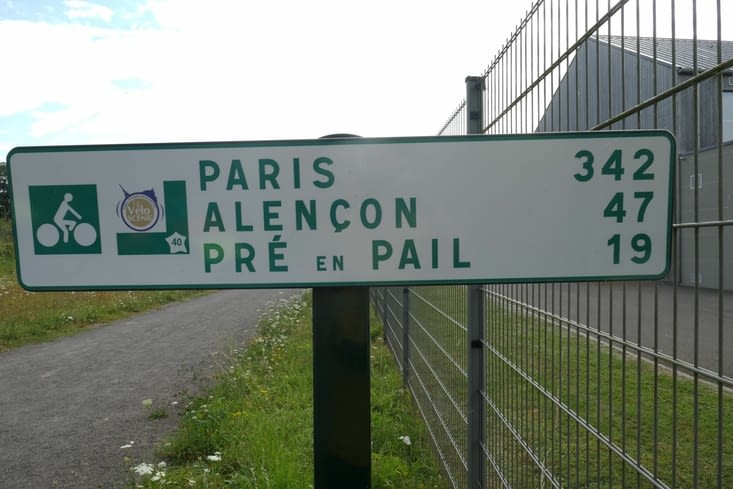 PARIS 342
ALENÇON 47
PRÉ EN PAIL 19
Vélo
SCÉNIE
40